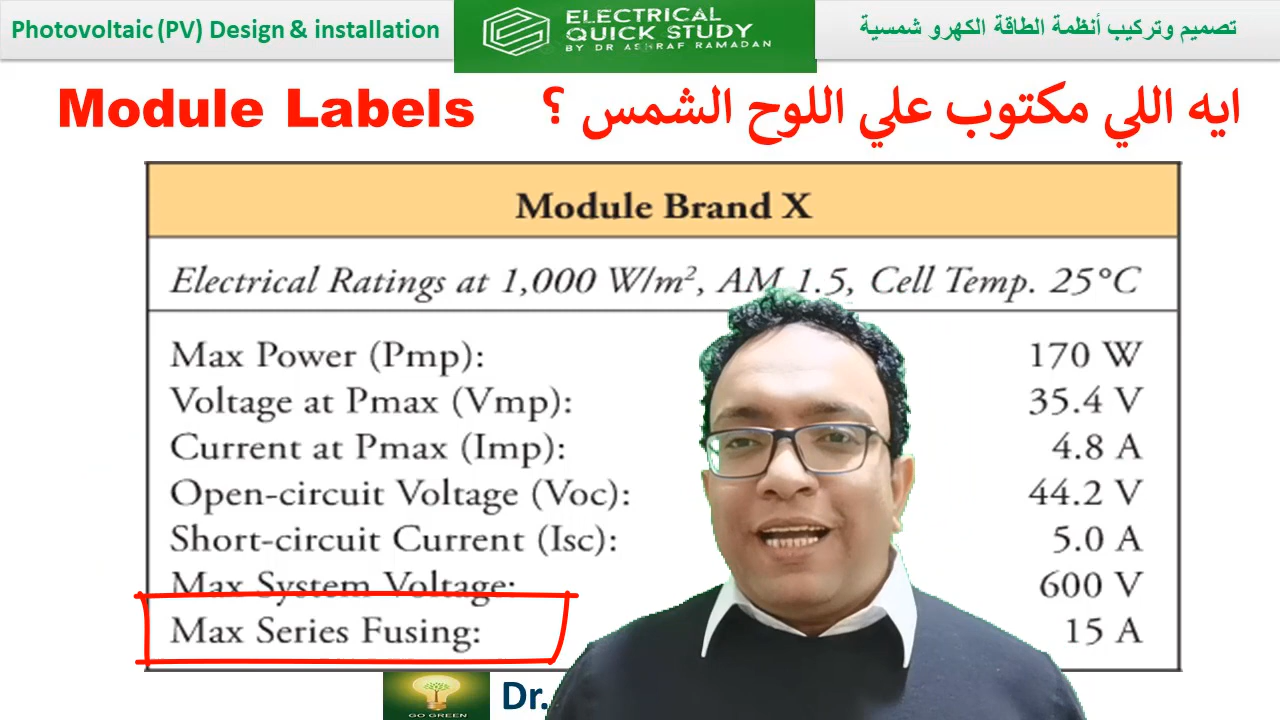 Photovoltaic (PV) Design & installation
ELECTRICAL
QUICK STUDY
BY DR ASHRAF RAMADAN
تصميم وتركيب أنظمة الطاقة الكهرو شمسية
Module Labels
ايه اللي مكتوب علي اللوح الشمس ؟
Module Brand X
Electrical Ratings at 1,000 W/m², AM 1.5, Cell Temp. 25°C
Max Power (Pmp): 170 W
Voltage at Pmax (Vmp): 35.4 V
Current at Pmax (Imp): 4.8 A
Open-circuit Voltage (Voc): 44.2 V
Short-circuit Current (Isc): 5.0 A
Max System Voltage: 600 V
Max Series Fusing: 15 A
GO GREEN
Dr.